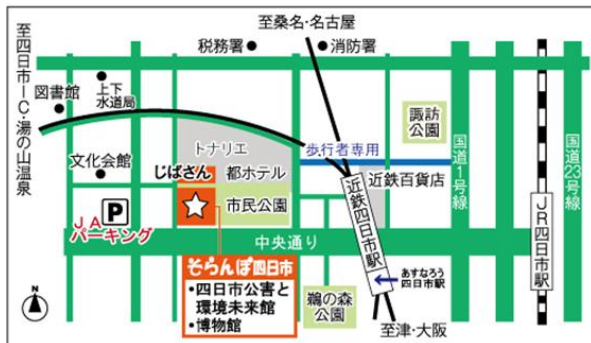 至桑名・名古屋
税務署
消防署
至四日市IC・湯の山温泉
図書館
上下
水道局
諏訪
公園
国道1号線
国道23号線
トナリエ
歩行者専用
文化会館
じばさん
都ホテル
近鉄百貨店
P
JA
パーキング
市民公園
近鉄四日市駅
JR四日市駅
中央通り
そらんぽ四日市
・四日市公害と
環境未来館
・博物館
鵜の森
公園
あすなろう
四日市駅
N
至津・大阪